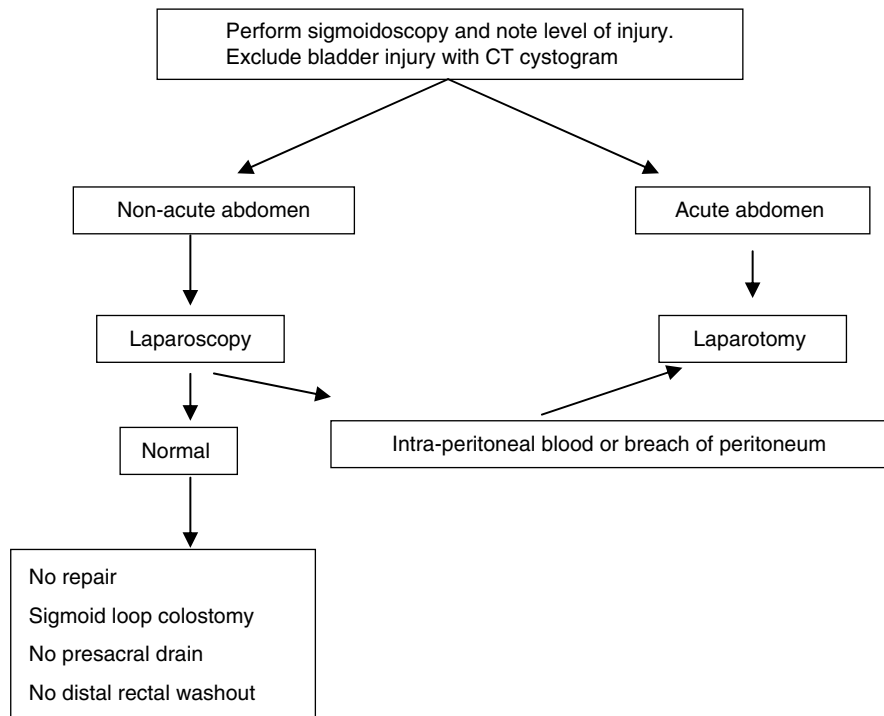 Perform sigmoidoscopy and note level of injury.
Exclude bladder injury with CT cystogram
Non-acute abdomen
Acute abdomen
Laparoscopy
Laparotomy
Normal
Intra-peritoneal blood or breach of peritoneum
No repair
Sigmoid loop colostomy
No presacral drain
No distal rectal washout